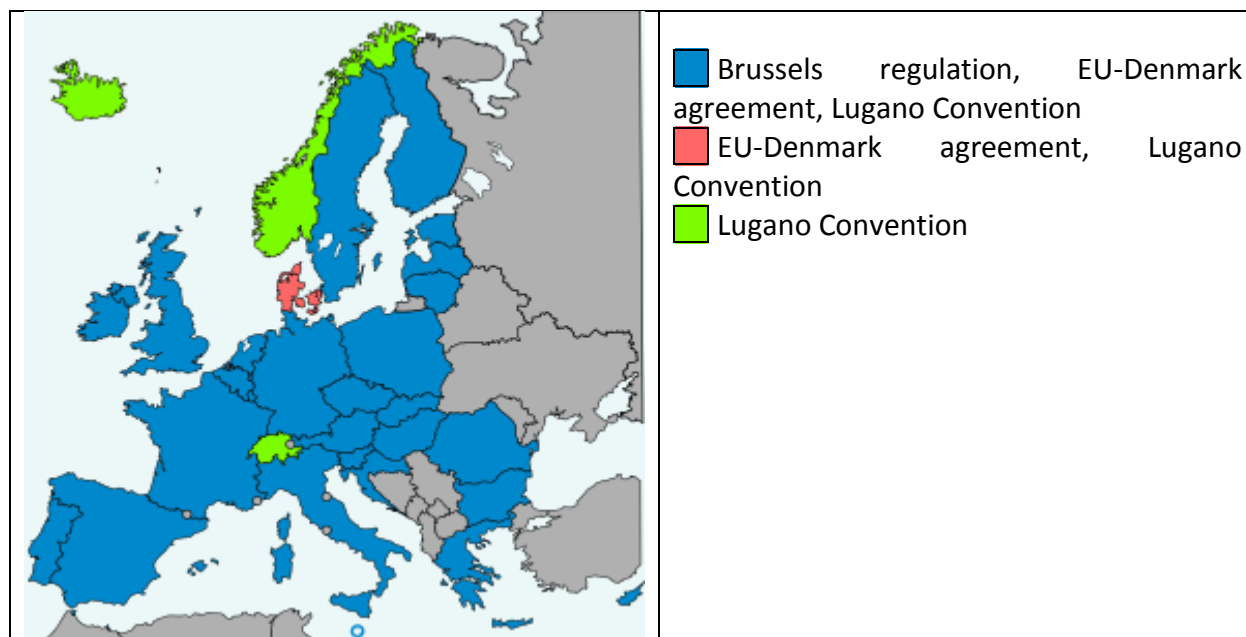 Brussels regulation, EU-Denmark
agreement, Lugano Convention
EU-Denmark agreement, Lugano
Convention
Lugano Convention